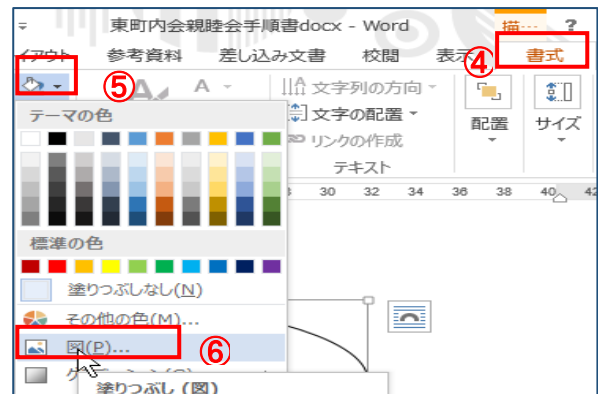 東町内会親睦会手順書docx - Word
描… ?
イアウト 参考資料 差し込み文書 校閲 表示 ④ 書式
⑤ A A 文字列の方向
文字の配置
リンクの作成
配置 サイズ
テキスト
テーマの色
30 32 34 36 38 40 42
標準の色
塗りつぶしなし(N)
その他の色(M)...
図(P)... ⑥
塗りつぶし (図)